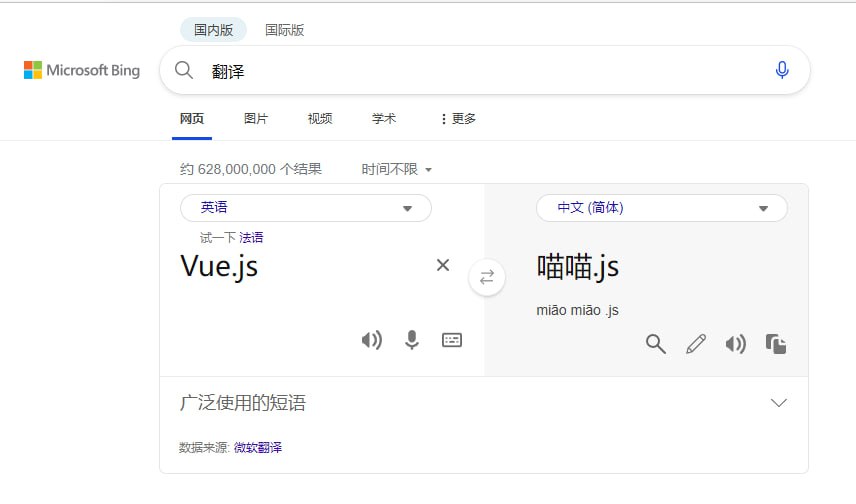 国内版 国际版
Microsoft Bing
翻译
网页 图片 视频 学术 更多
约 628,000,000 个结果 时间不限
英语
试一下 法语
Vue.js
中文 (简体)
喵喵.js
miāo miāo .js
广泛使用的短语
数据来源: 微软翻译